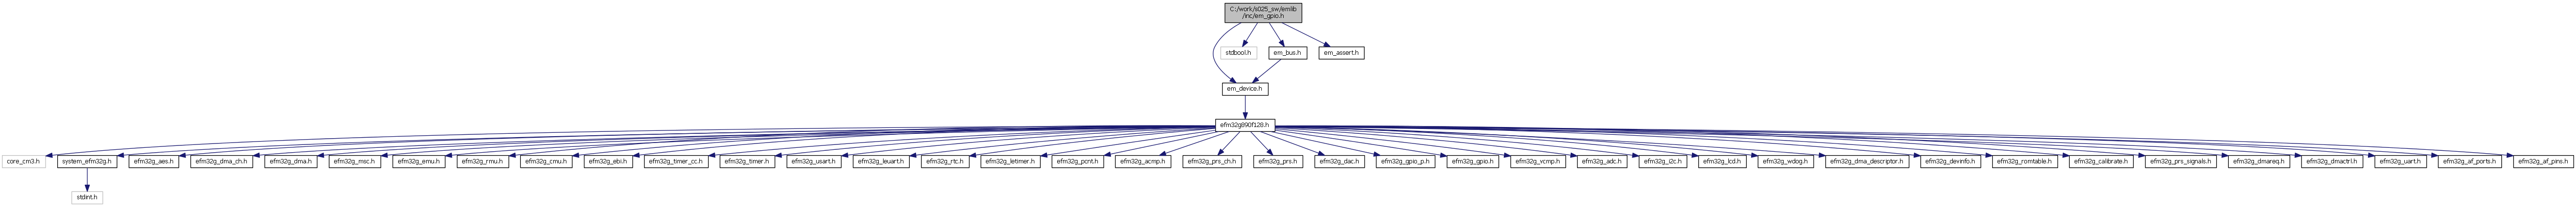 C:/work/s025_sw/emlib
/inc/em_gpio.h
stdbool.h
em_bus.h
em_assert.h
em_device.h
efm32g890f128.h
core_cm3.h
system_efm32g.h
efm32g_aes.h
efm32g_dma_ch.h
efm32g_dma.h
efm32g_msc.h
efm32g_emu.h
efm32g_rmu.h
efm32g_cmu.h
efm32g_ebi.h
efm32g_timer_cc.h
efm32g_timer.h
efm32g_usart.h
efm32g_leuart.h
efm32g_rtc.h
efm32g_letimer.h
efm32g_pcnt.h
efm32g_acmp.h
efm32g_prs_ch.h
efm32g_prs.h
efm32g_dac.h
efm32g_gpio_p.h
efm32g_gpio.h
efm32g_vcmp.h
efm32g_adc.h
efm32g_i2c.h
efm32g_lcd.h
efm32g_wdog.h
efm32g_dma_descriptor.h
efm32g_devinfo.h
efm32g_romtable.h
efm32g_calibrate.h
efm32g_prs_signals.h
efm32g_dmareq.h
efm32g_dmactrl.h
efm32g_uart.h
efm32g_af_ports.h
efm32g_af_pins.h
stdint.h